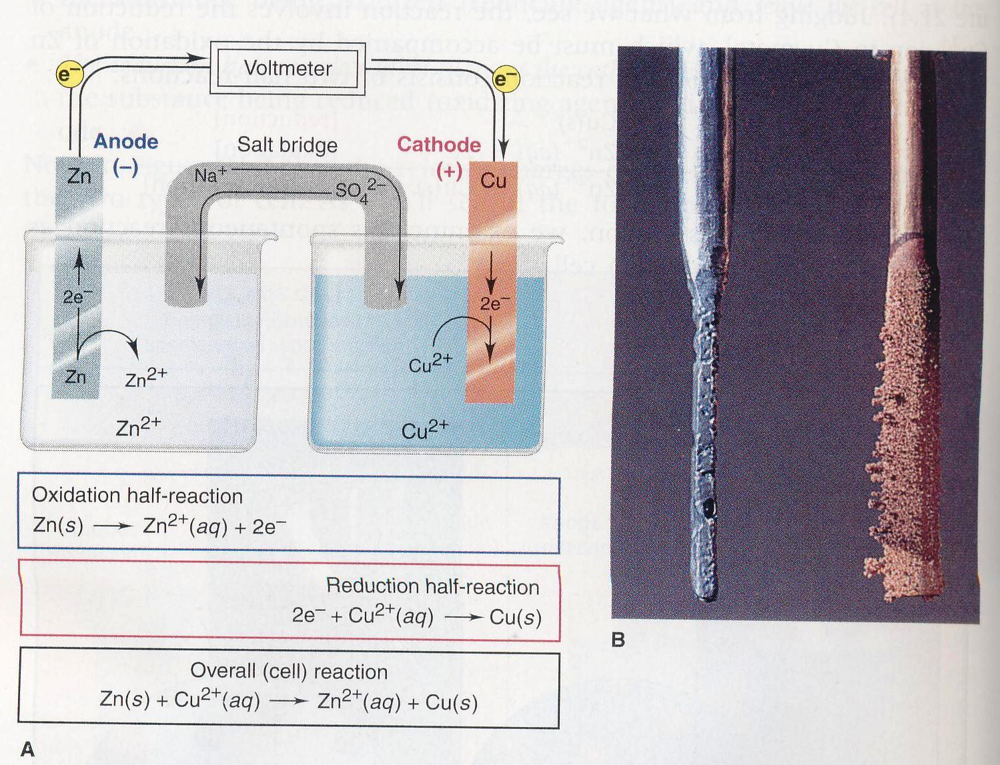 e⁻
Voltmeter
e⁻
Anode
(–)
Salt bridge
Cathode
(+)
Zn
Na⁺
SO₄²⁻
Cu
2e⁻
2e⁻
Zn
Zn²⁺
Cu²⁺
Zn²⁺
Cu²⁺
Oxidation half-reaction
Zn(s) ⟶ Zn²⁺(aq) + 2e⁻
Reduction half-reaction
2e⁻ + Cu²⁺(aq) ⟶ Cu(s)
Overall (cell) reaction
Zn(s) + Cu²⁺(aq) ⟶ Zn²⁺(aq) + Cu(s)
A
B